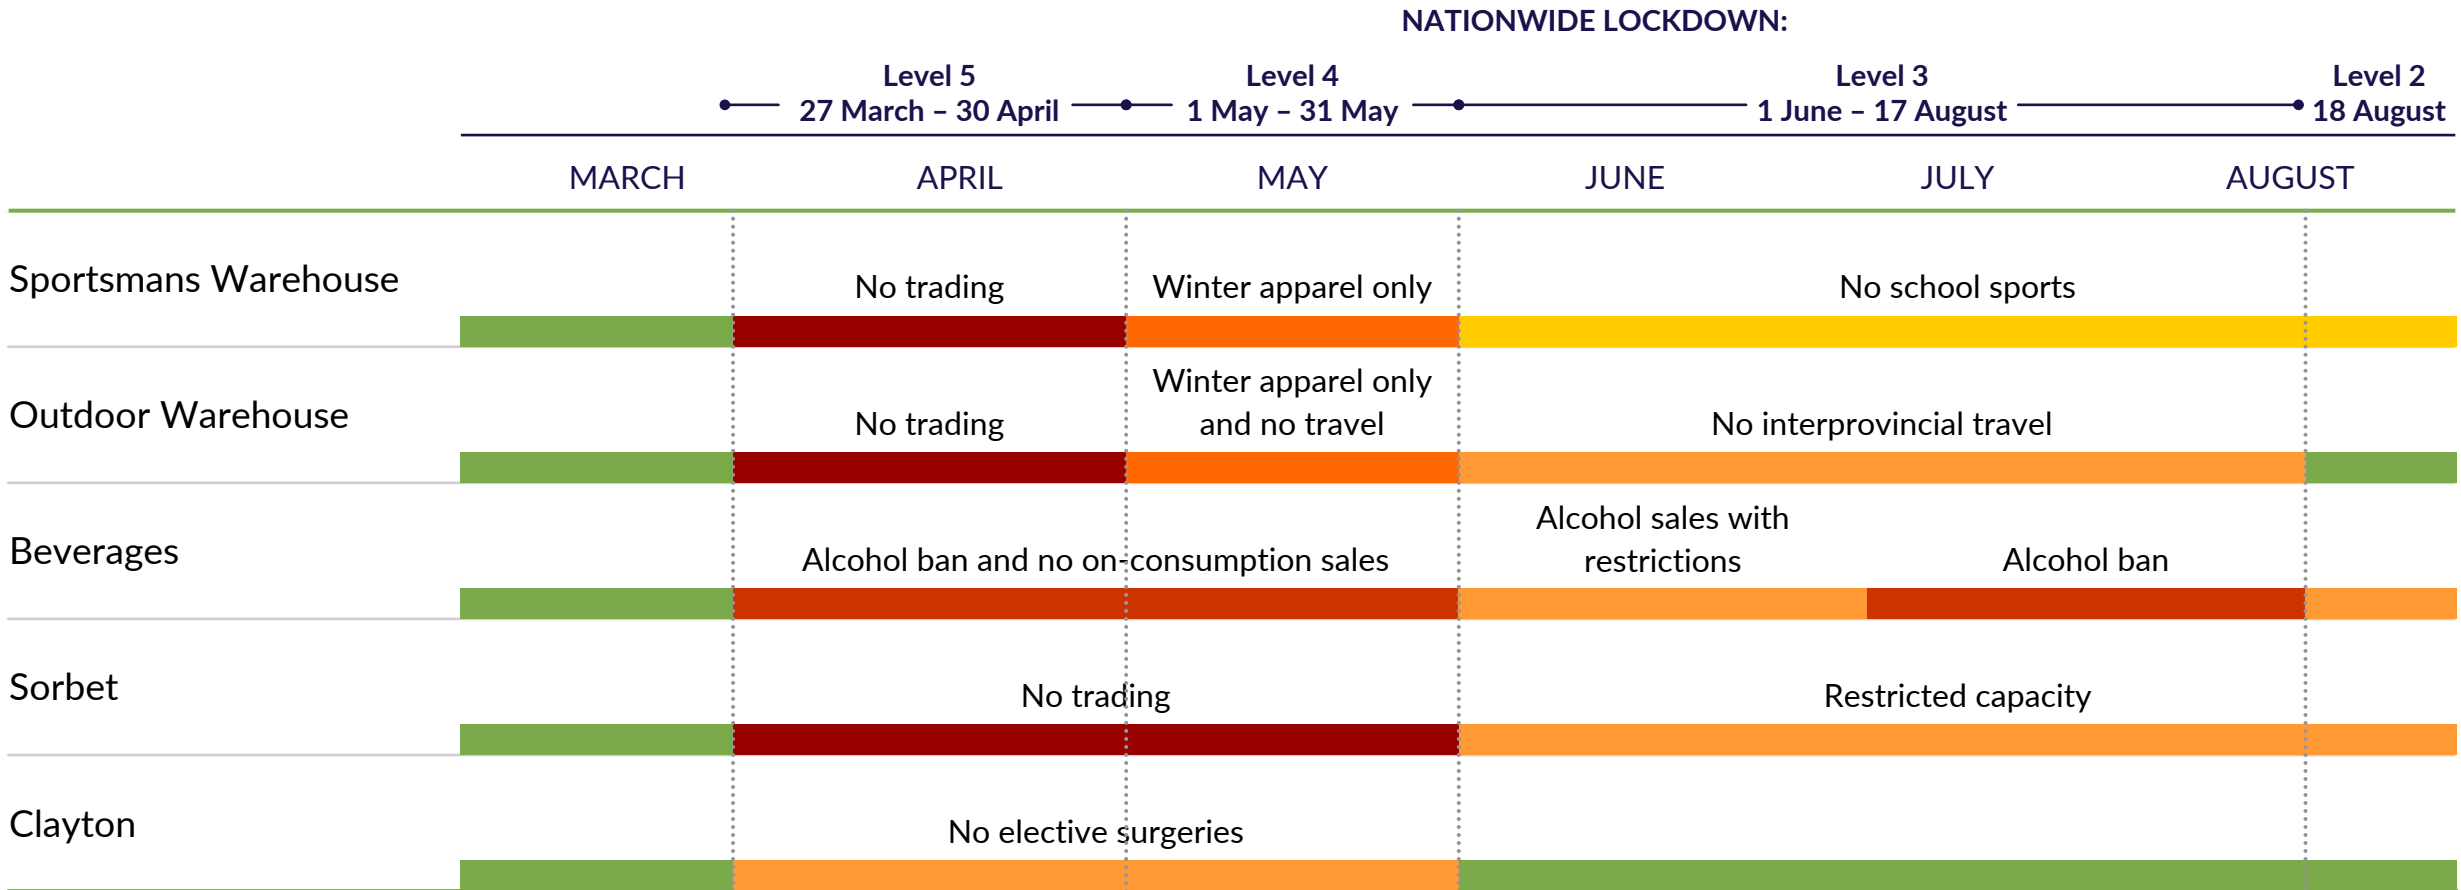 NATIONWIDE LOCKDOWN:
Level 5
27 March – 30 April
Level 4
1 May – 31 May
Level 3
1 June – 17 August
Level 2
18 August
MARCH
APRIL
MAY
JUNE
JULY
AUGUST
Sportsmans Warehouse
No trading
Winter apparel only
No school sports
Outdoor Warehouse
No trading
Winter apparel only
and no travel
No interprovincial travel
Beverages
Alcohol ban and no on-consumption sales
Alcohol sales with
restrictions
Alcohol ban
Sorbet
No trading
Restricted capacity
Clayton
No elective surgeries